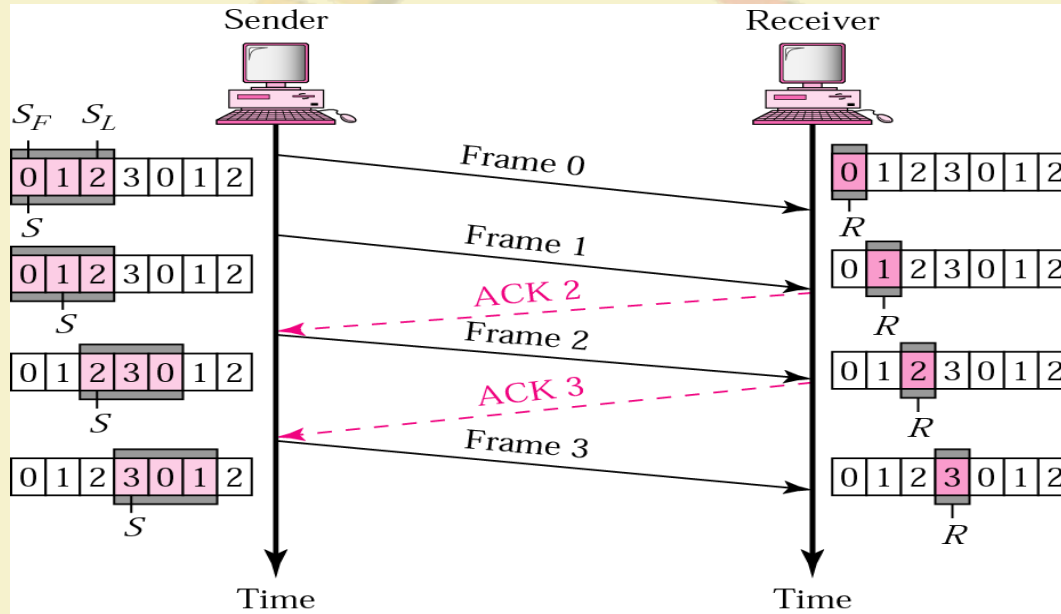 Sender
Receiver
S_F S_L
0 1 2 3 0 1 2
S
Frame 0
0 1 2 3 0 1 2
R
0 1 2 3 0 1 2
S
Frame 1
0 1 2 3 0 1 2
R
ACK 2
0 1 2 3 0 1 2
S
Frame 2
0 1 2 3 0 1 2
R
ACK 3
0 1 2 3 0 1 2
S
Frame 3
0 1 2 3 0 1 2
R
Time
Time